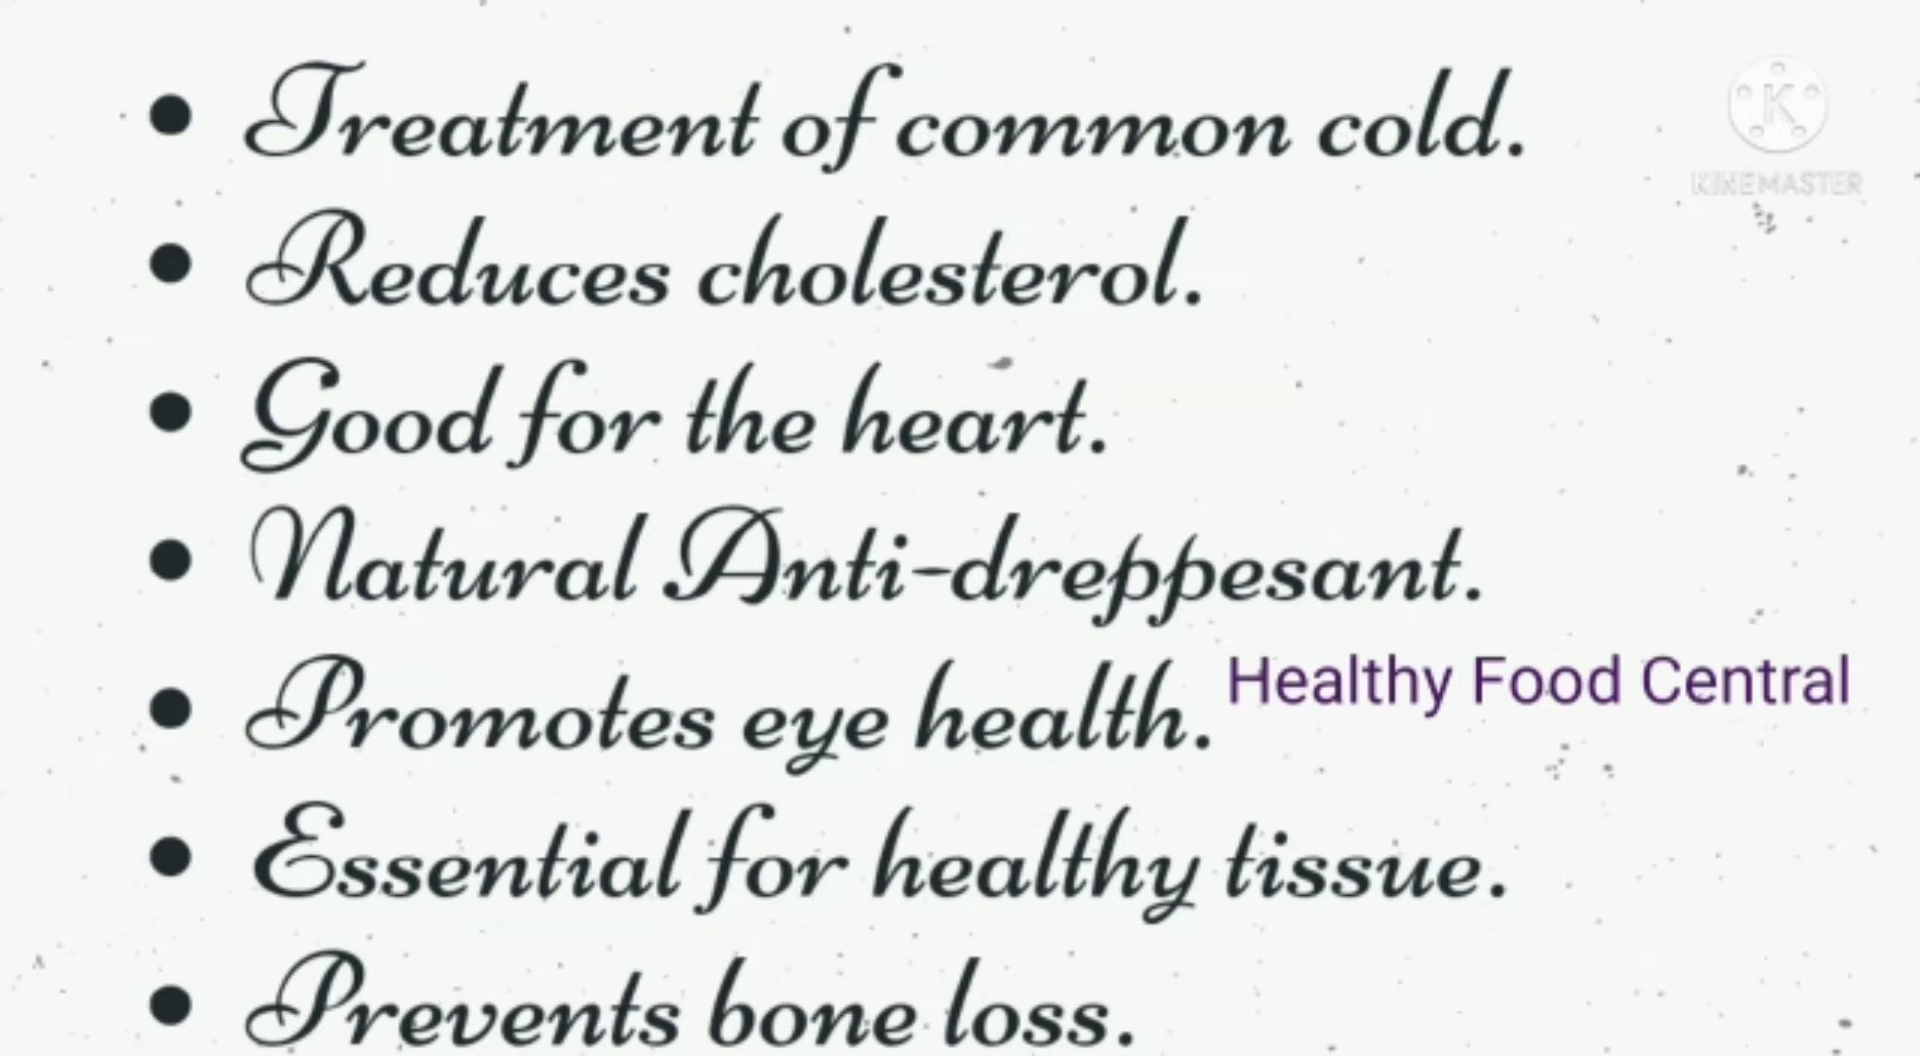 • Treatment of common cold.
KINEMASTER
• Reduces cholesterol.
• Good for the heart.
• Natural Anti-dreppesant.
• Promotes eye health.
Healthy Food Central
• Essential for healthy tissue.
• Prevents bone loss.